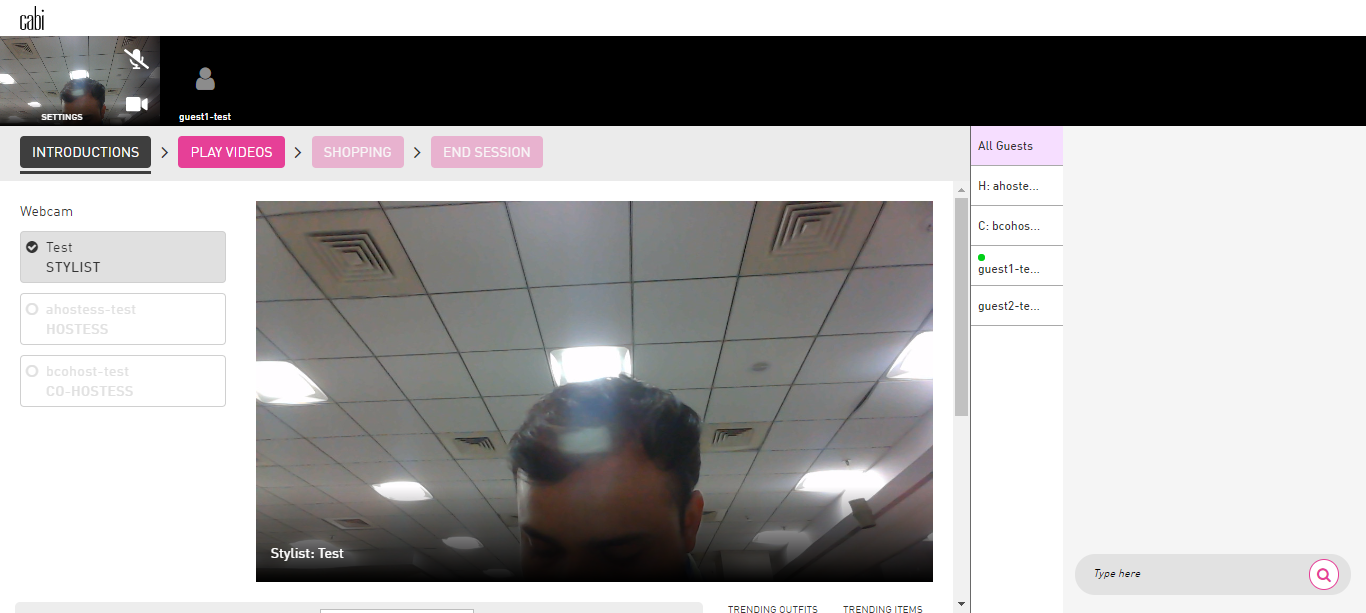 cabi
SETTINGS
guest1-test
INTRODUCTIONS > PLAY VIDEOS > SHOPPING > END SESSION
Webcam
Test
STYLIST
ahostess-test
HOSTESS
bcohost-test
CO-HOSTESS
Stylist: Test
TRENDING OUTFITS
TRENDING ITEMS
All Guests
H: ahoste...
C: bcohos...
guest1-te...
guest2-te...
Type here